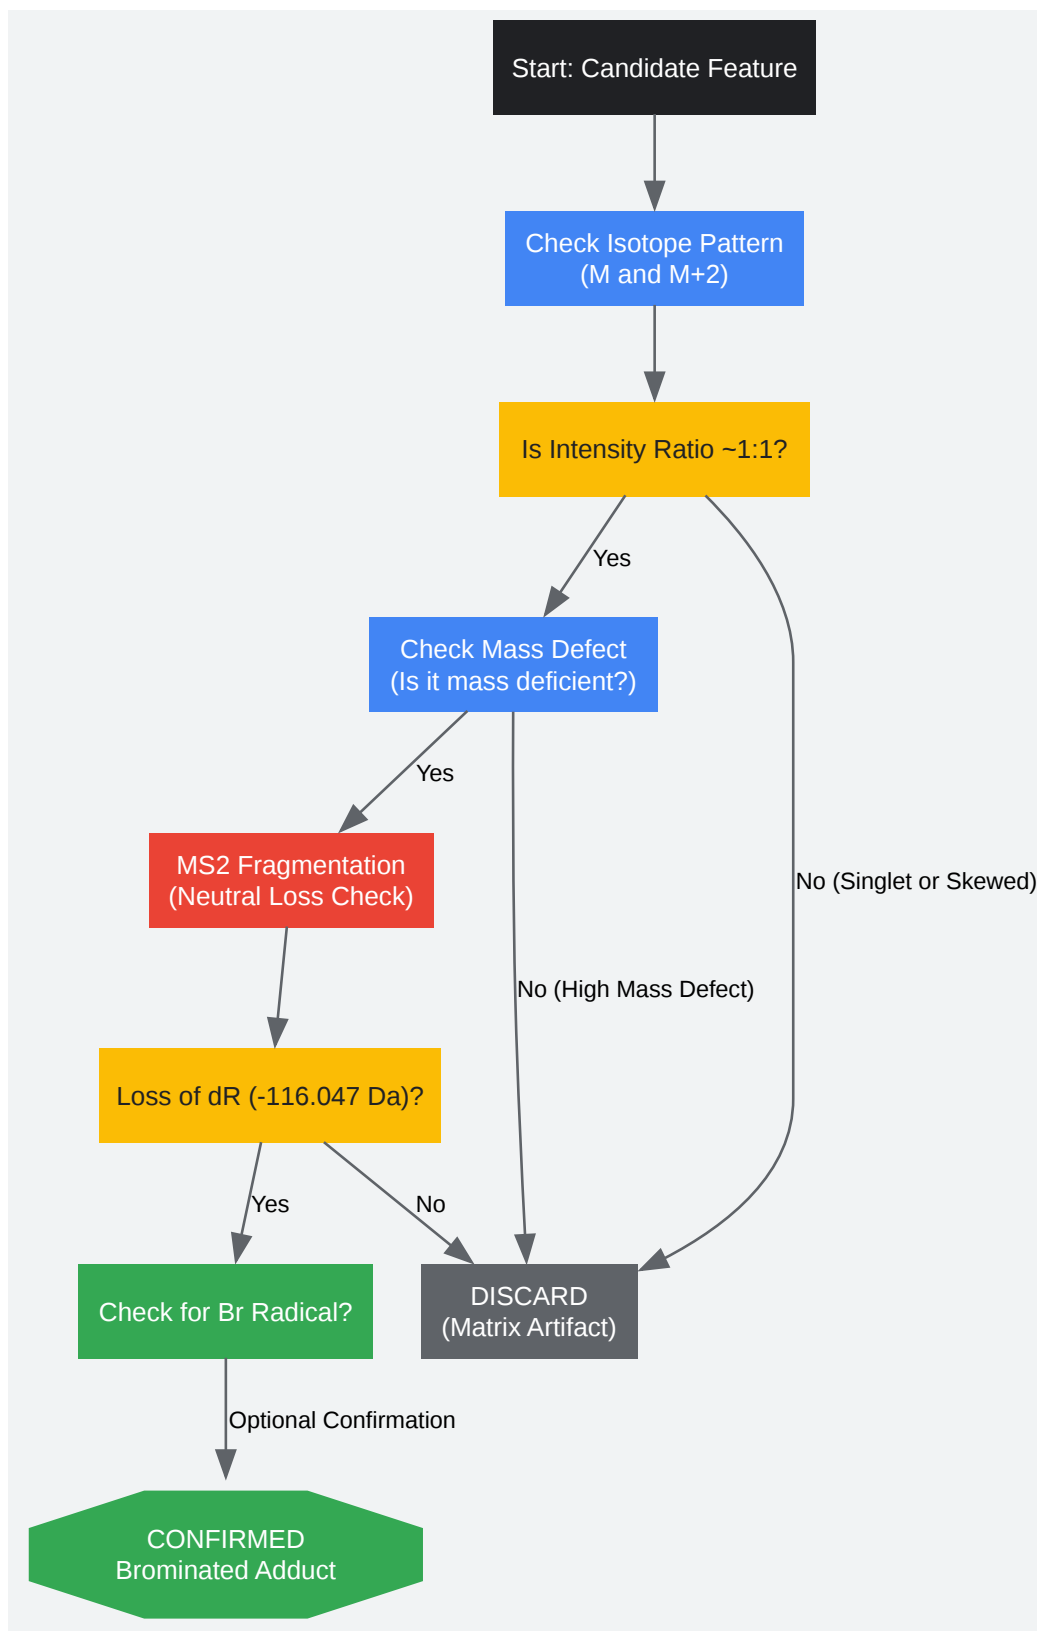 Start: Candidate Feature
Check Isotope Pattern
(M and M+2)
Is Intensity Ratio ~1:1?
Yes
Check Mass Defect
(Is it mass deficient?)
Yes
MS2 Fragmentation
(Neutral Loss Check)
No (Singlet or Skewed)
No (High Mass Defect)
Loss of dR (-116.047 Da)?
Yes
No
Check for Br Radical?
DISCARD
(Matrix Artifact)
Optional Confirmation
CONFIRMED
Brominated Adduct